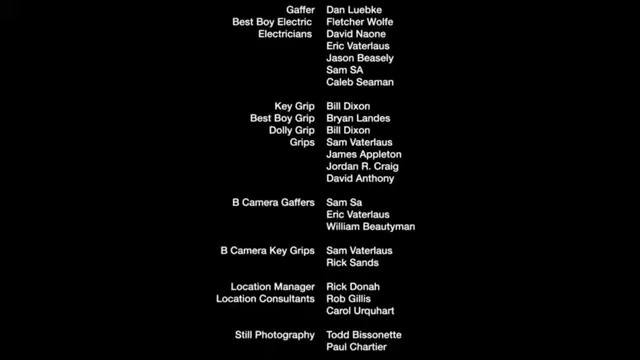 Gaffer Dan Luebke
Best Boy Electric Fletcher Wolfe
Electricians David Naone
Eric Vaterlaus
Jason Beasely
Sam SA
Caleb Seaman
Key Grip Bill Dixon
Best Boy Grip Bryan Landes
Dolly Grip Bill Dixon
Grips Sam Vaterlaus
James Appleton
Jordan R. Craig
David Anthony
B Camera Gaffers Sam Sa
Eric Vaterlaus
William Beautyman
B Camera Key Grips Sam Vaterlaus
Rick Sands
Location Manager Rick Donah
Location Consultants Rob Gillis
Carol Urquhart
Still Photography Todd Bissonette
Paul Chartier